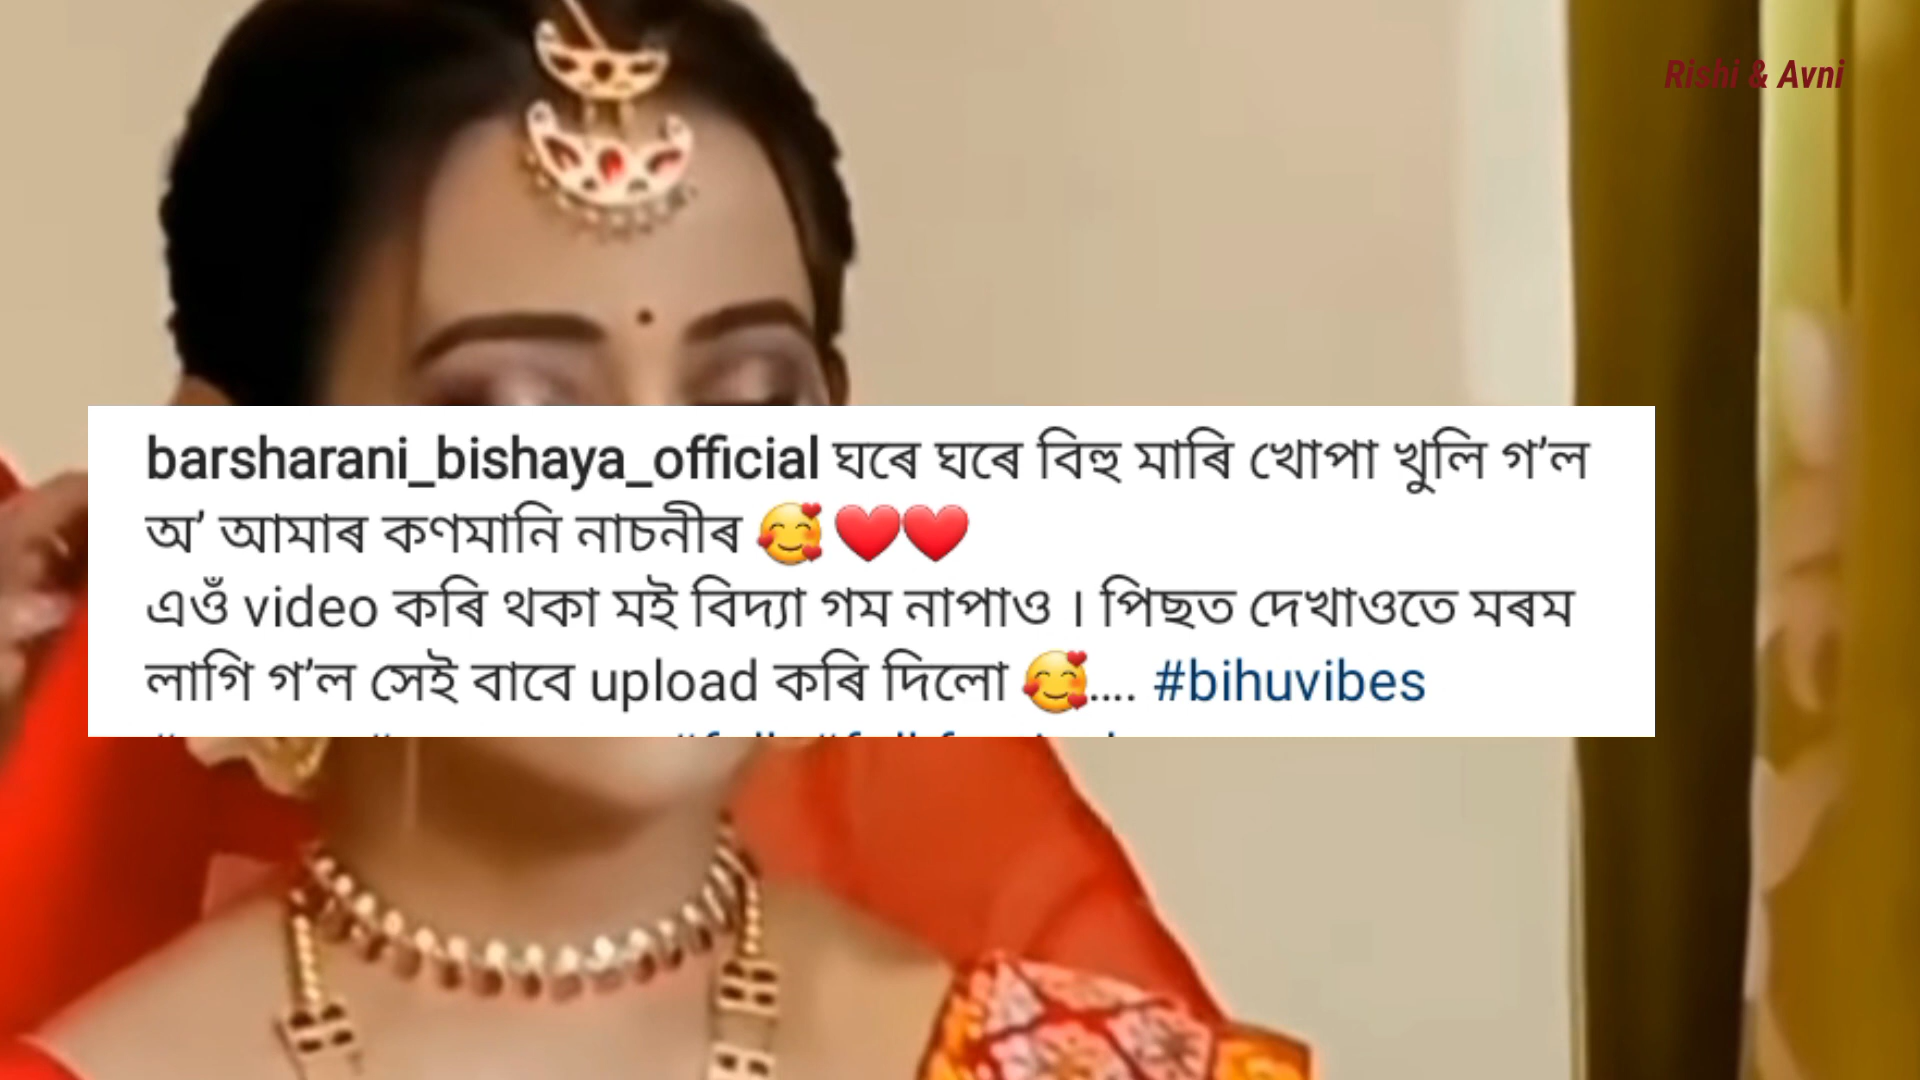 Rishi & Avni
barsharani_bishaya_official ঘৰে ঘৰে বিহু মাৰি খোপা খুলি গ’ল
অ’ আমাৰ কণমানি নাচনীৰ 🥰 ❤️❤️
এওঁ video কৰি থকা মই বিদ্যা গম নাপাও । পিছত দেখাওতে মৰম
লাগি গ’ল সেই বাবে upload কৰি দিলো 🥰.... #bihuvibes